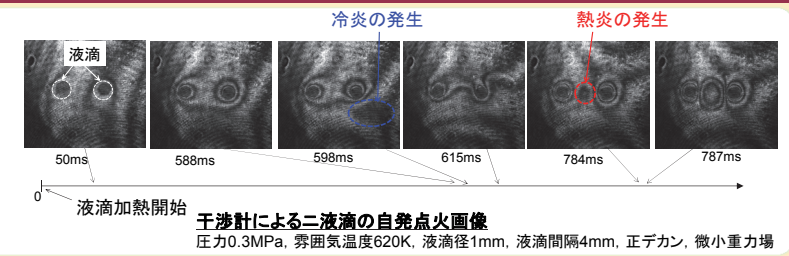 冷炎の発生
熱炎の発生
液滴
50ms
588ms
598ms
615ms
784ms
787ms
0
液滴加熱開始
干渉計による二液滴の自発点火画像
圧力0.3MPa, 雰囲気温度620K, 液滴径1mm, 液滴間隔4mm, 正デカン, 微小重力場